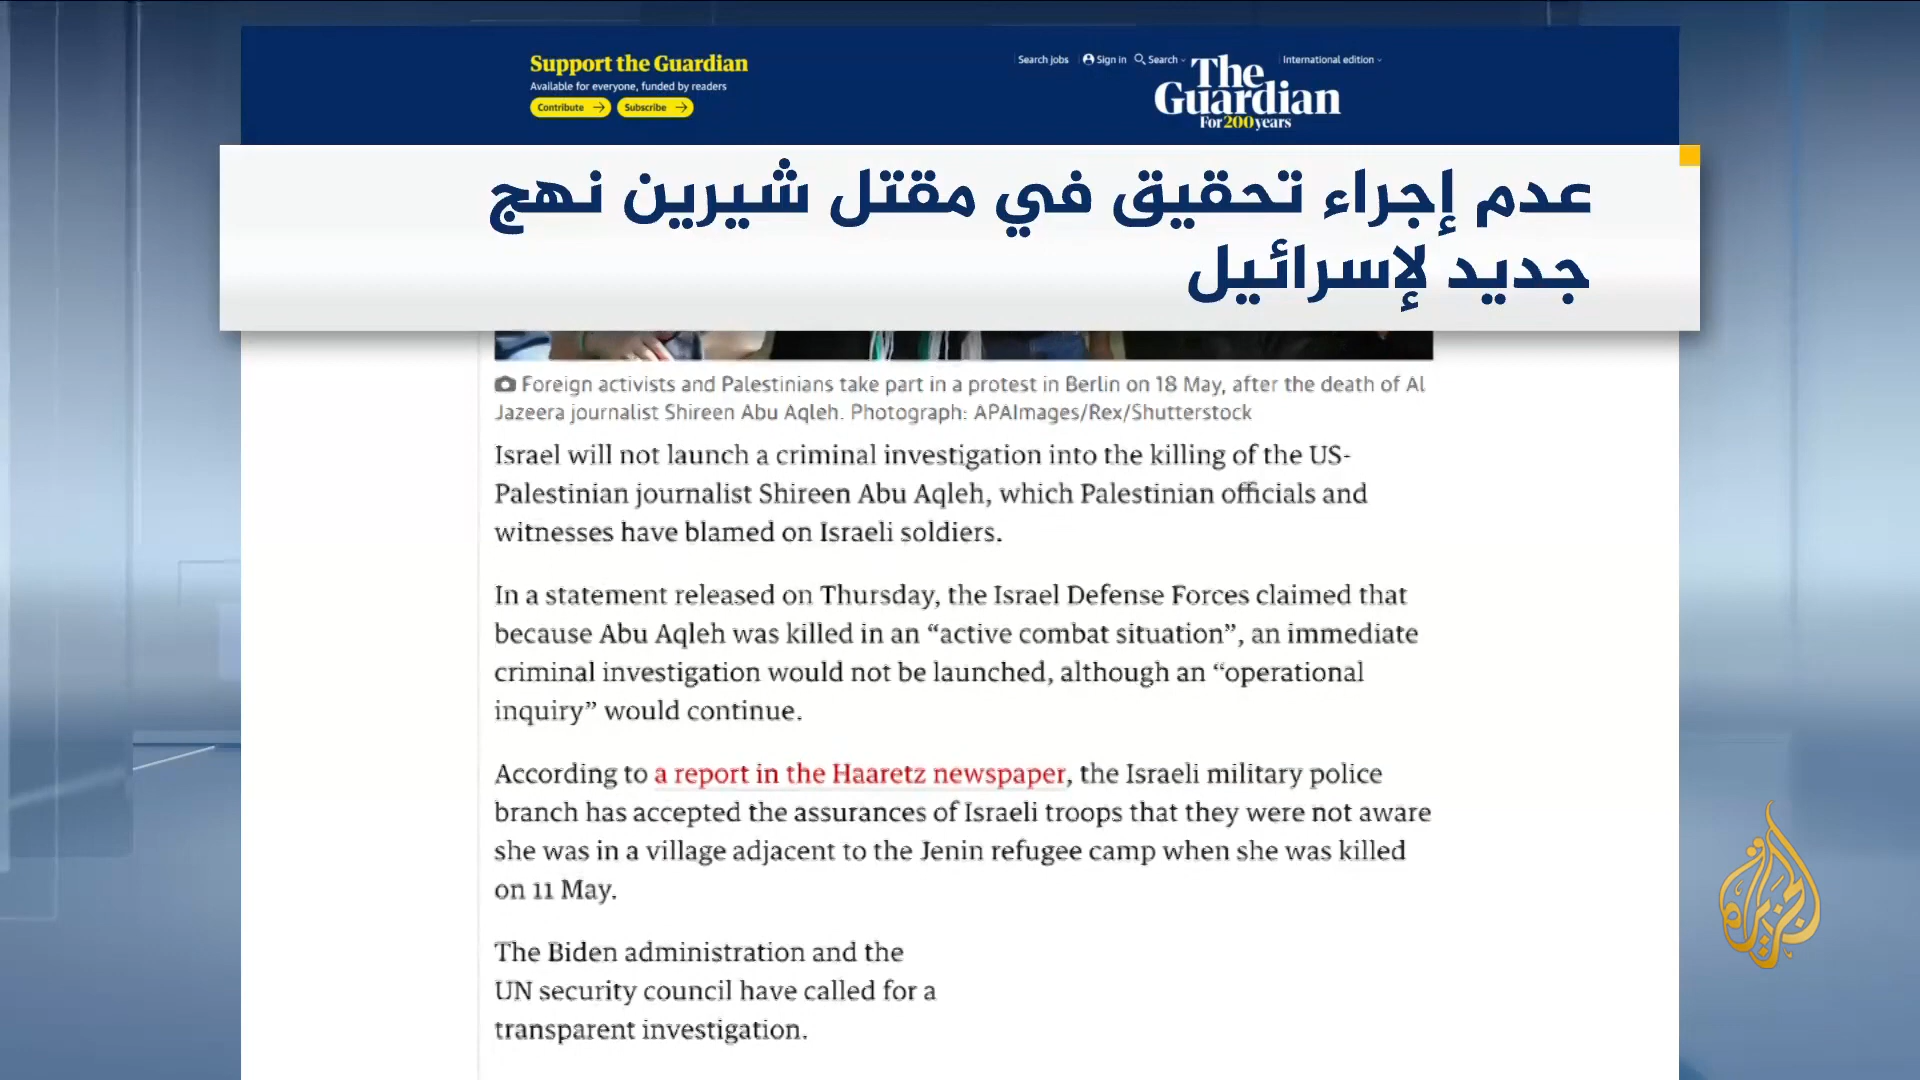 Support the Guardian
Available for everyone, funded by readers
Contribute
Subscribe
Search jobs
Sign in
Search
International edition
The
Guardian
For 200 years
عدم إجراء تحقيق في مقتل شيرين نهج
جديد لإسرائيل
Foreign activists and Palestinians take part in a protest in Berlin on 18 May, after the death of Al
Jazeera journalist Shireen Abu Aqleh. Photograph: APAImages/Rex/Shutterstock
Israel will not launch a criminal investigation into the killing of the US-
Palestinian journalist Shireen Abu Aqleh, which Palestinian officials and
witnesses have blamed on Israeli soldiers.
In a statement released on Thursday, the Israel Defense Forces claimed that
because Abu Aqleh was killed in an “active combat situation”, an immediate
criminal investigation would not be launched, although an “operational
inquiry” would continue.
According to a report in the Haaretz newspaper, the Israeli military police
branch has accepted the assurances of Israeli troops that they were not aware
she was in a village adjacent to the Jenin refugee camp when she was killed
on 11 May.
The Biden administration and the
UN security council have called for a
transparent investigation.
الجزيرة